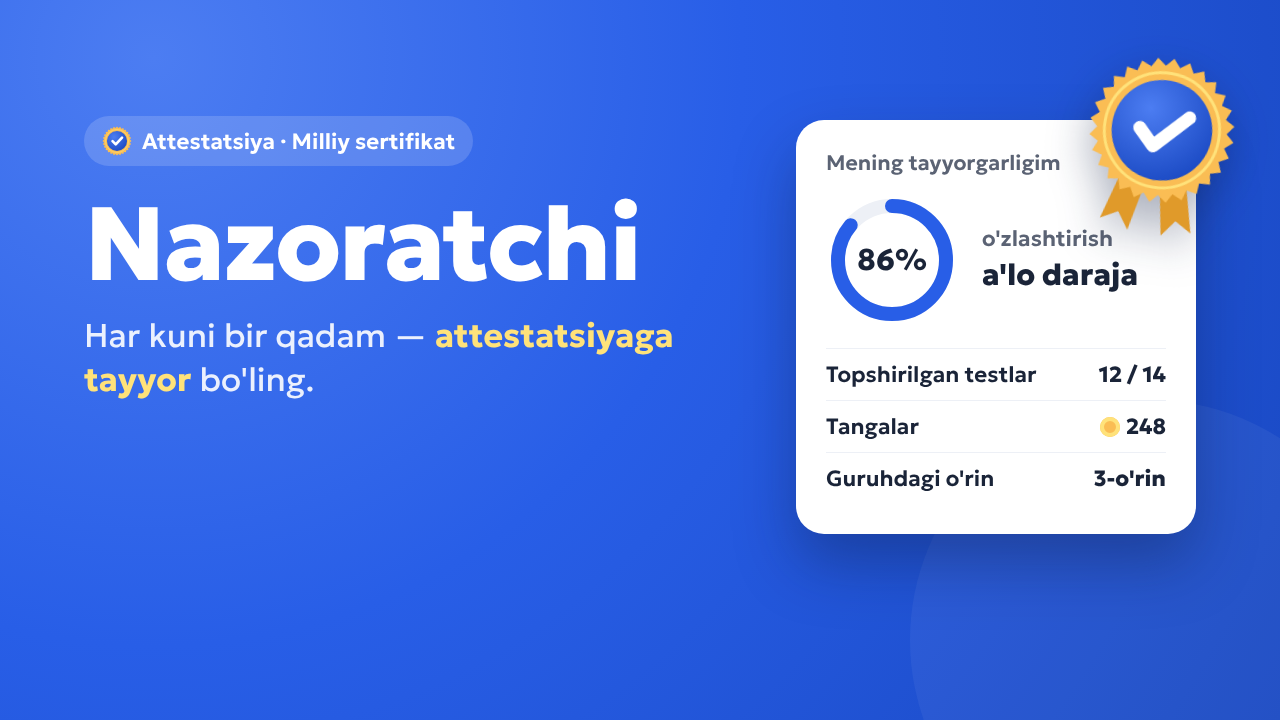 Attestatsiya · Milliy sertifikat
Nazoratchi
Har kuni bir qadam — attestatsiyaga
tayyor bo'ling.
Mening tayyorgarligim
86%
o'zlashtirish
a'lo daraja
Topshirilgan testlar 12 / 14
Tangalar 248
Guruhdagi o'rin 3-o'rin